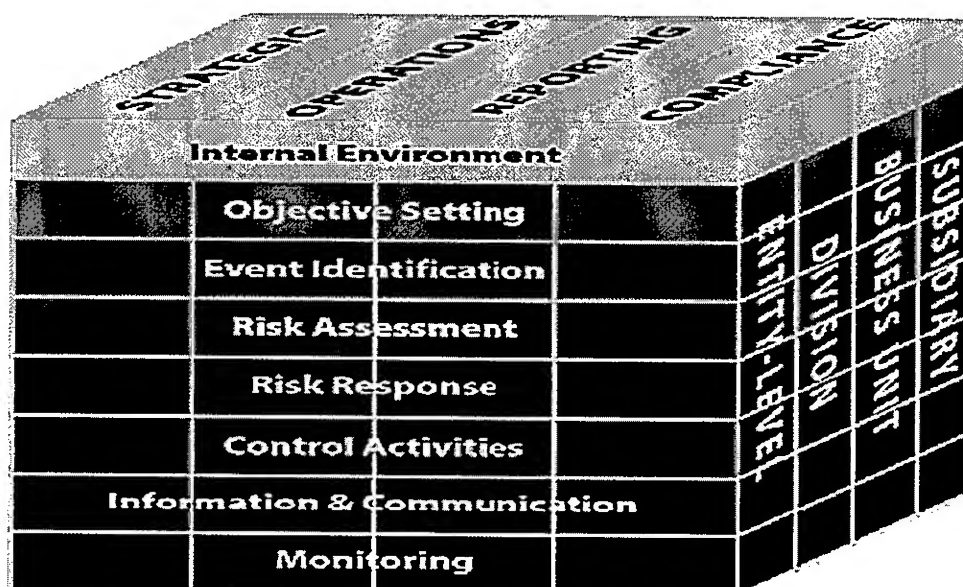 STRATEGIC
OPERATIONS
REPORTING
COMPLIANCE
Internal Environment
Objective Setting
Event Identification
Risk Assessment
Risk Response
Control Activities
Information & Communication
Monitoring
ENTITY-LEVEL
DIVISION
BUSINESS UNIT
SUBSIDIARY